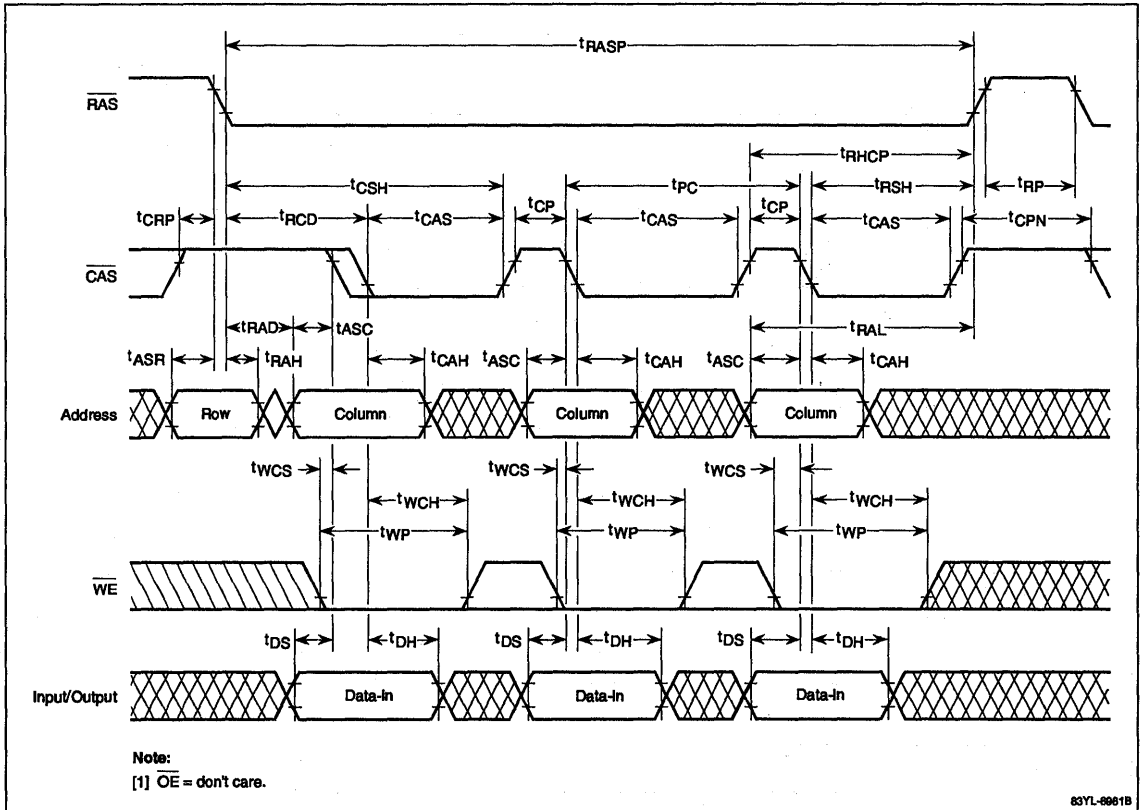 tRASP
RAS
tRHCP
tCSH tCP tPC tRSH tRP
tCRP tRCD tCAS tCAS tCP tCAS tCPN
CAS
tRAD tASC tRAL
tASR tRAH tCAH tASC tCAH tASC tCAH
Address Row Column Column Column
tWCS tWCS tWCS
tWCH tWCH tWCH
tWP tWP tWP
WE
tDS tDH tDS tDH tDS tDH
Input/Output Data-In Data-In Data-In
Note:
[1] OE = don't care.
83YL-8981B